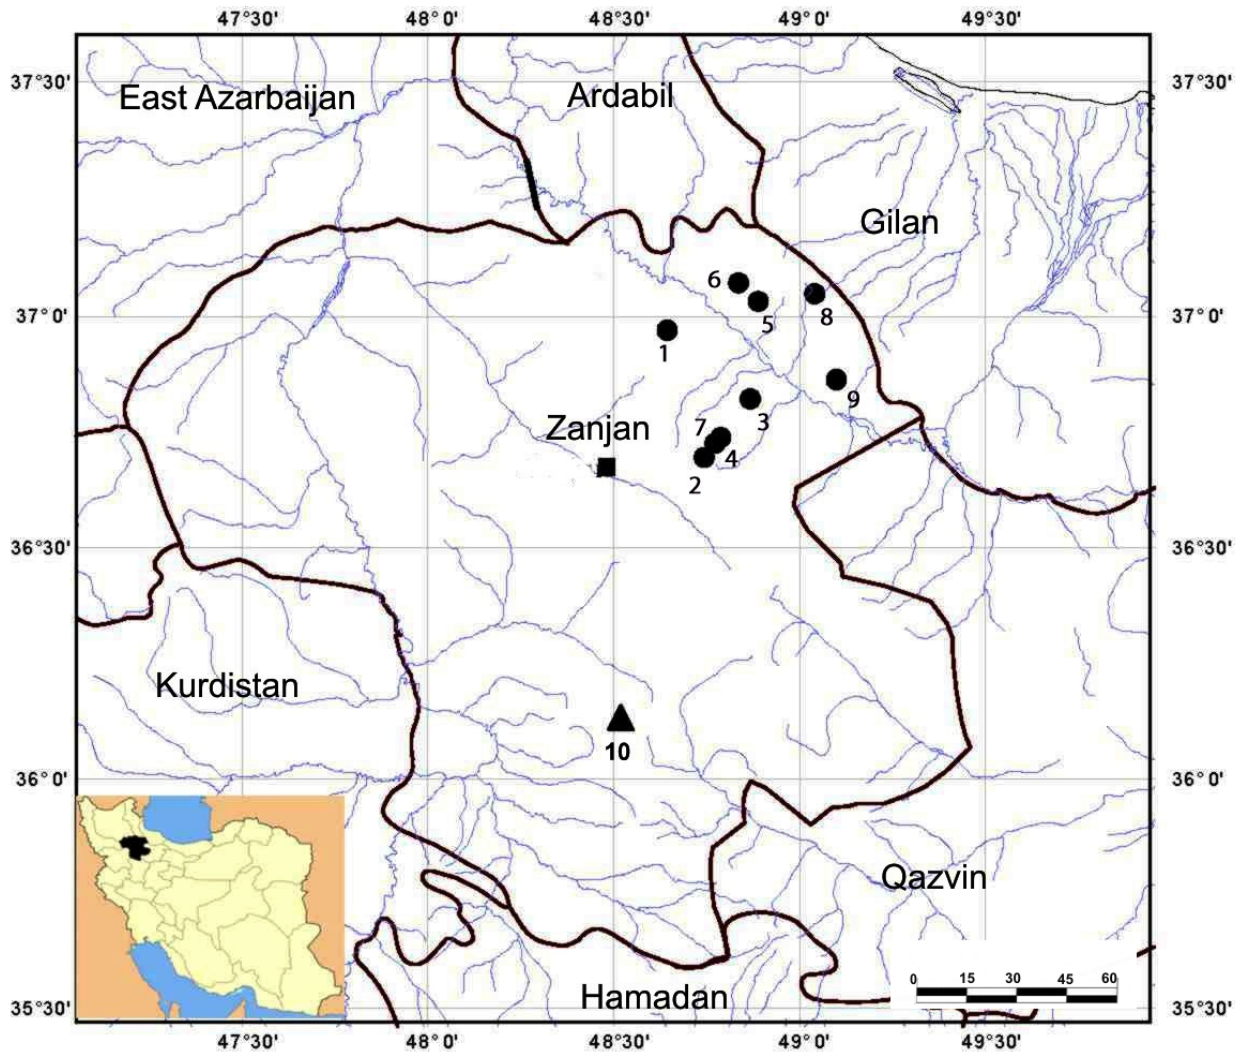 47°30' 48°0' 48°30' 49°0' 49°30'
37°30' 37°30'
East Azarbaijan Ardabil
Gilan
6
5 8
37°0' 37°0'
1
9
3
Zanjan 7
4
2
36°30' 36°30'
Kurdistan
10
36°0' 36°0'
Qazvin
0 15 30 45 60
Hamadan
35°30' 35°30'
47°30' 48°0' 48°30' 49°0' 49°30'